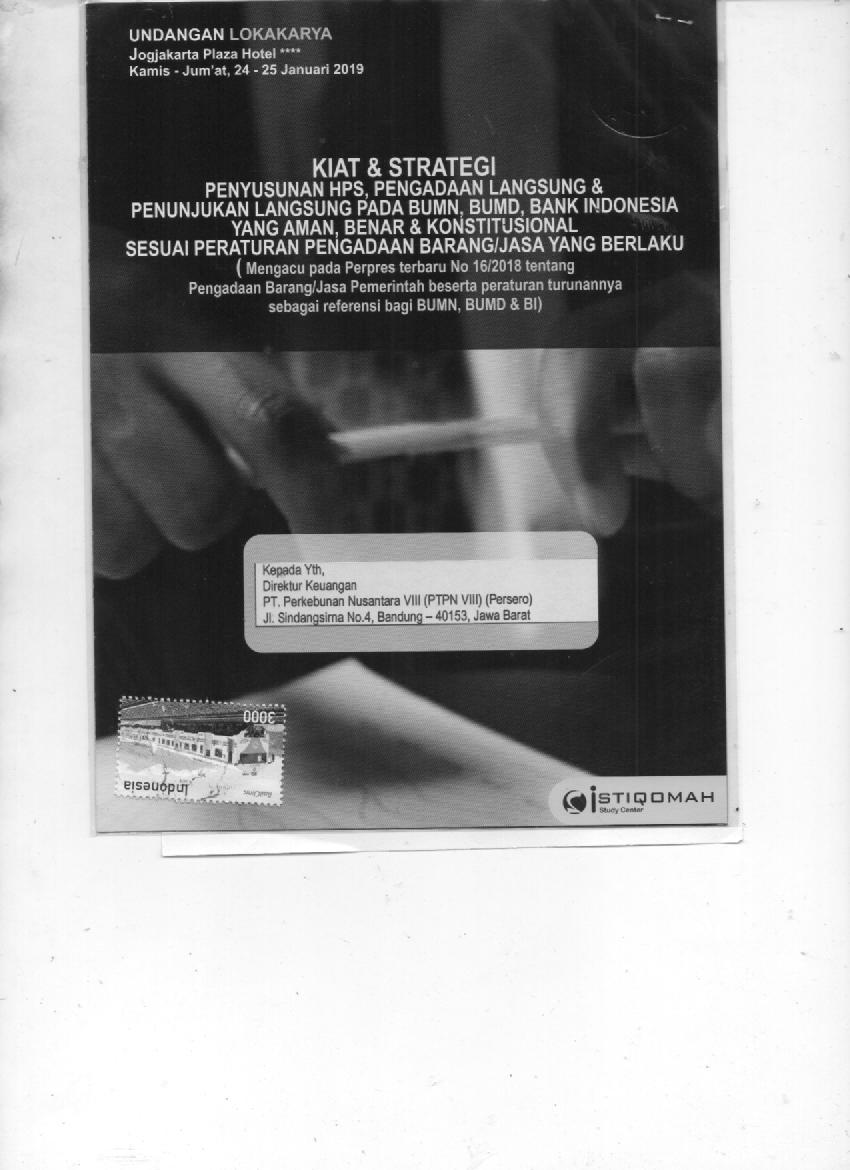 UNDANGAN LOKAKARYA
Jogjakarta Plaza Hotel ****
Kamis - Jum'at, 24 - 25 Januari 2019
KIAT & STRATEGI
PENYUSUNAN HPS, PENGADAAN LANGSUNG &
PENUNJUKAN LANGSUNG PADA BUMN, BUMD, BANK INDONESIA
YANG AMAN, BENAR & KONSTITUSIONAL
SESUAI PERATURAN PENGADAAN BARANG/JASA YANG BERLAKU
( Mengacu pada Perpres terbaru No 16/2018 tentang
Pengadaan Barang/Jasa Pemerintah beserta peraturan turunannya
sebagai referensi bagi BUMN, BUMD & BI)
Kepada Yth,
Direktur Keuangan
PT. Perkebunan Nusantara VIII (PTPN VIII) (Persero)
Jl. Sindangsirna No.4, Bandung – 40153, Jawa Barat
3000
Indonesia
iSTIQOMAH
Study Center